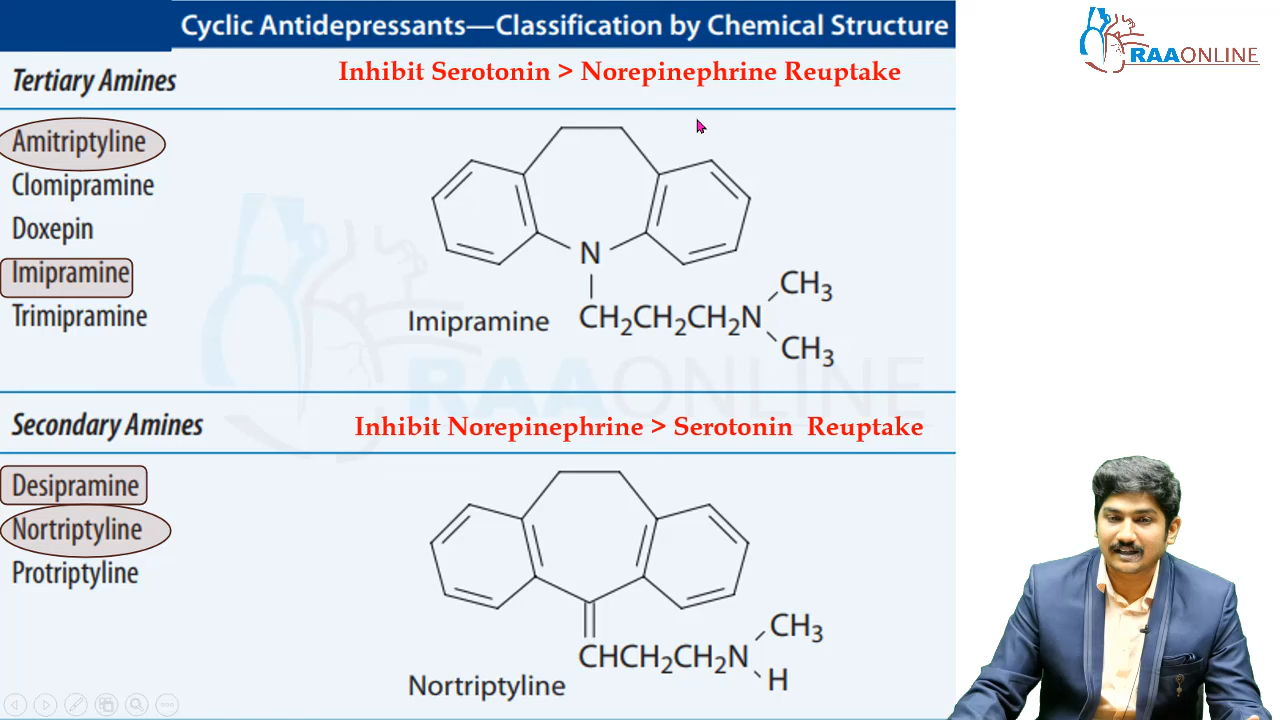 Cyclic Antidepressants—Classification by Chemical Structure
RAAONLINE
Tertiary Amines
Inhibit Serotonin > Norepinephrine Reuptake
Amitriptyline
Clomipramine
Doxepin
Imipramine
Trimipramine
N
CH3
Imipramine
CH2CH2CH2N
CH3
RAAONLINE
Secondary Amines
Inhibit Norepinephrine > Serotonin Reuptake
Desipramine
Nortriptyline
Protriptyline
CH3
CHCH2CH2N
Nortriptyline
H